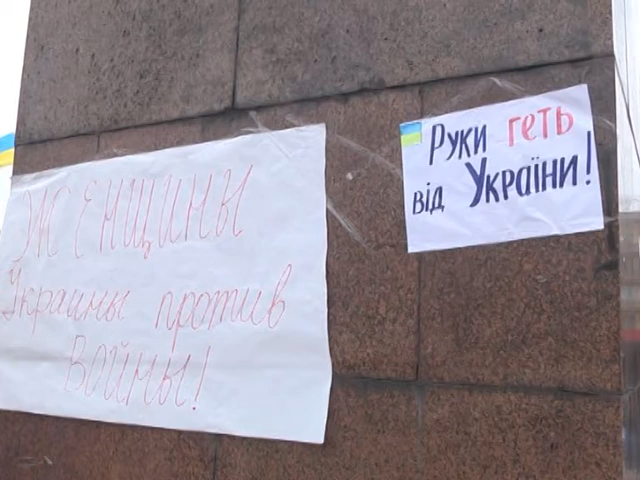 Женщины
Украины против
Войны!
Руки геть
від України!